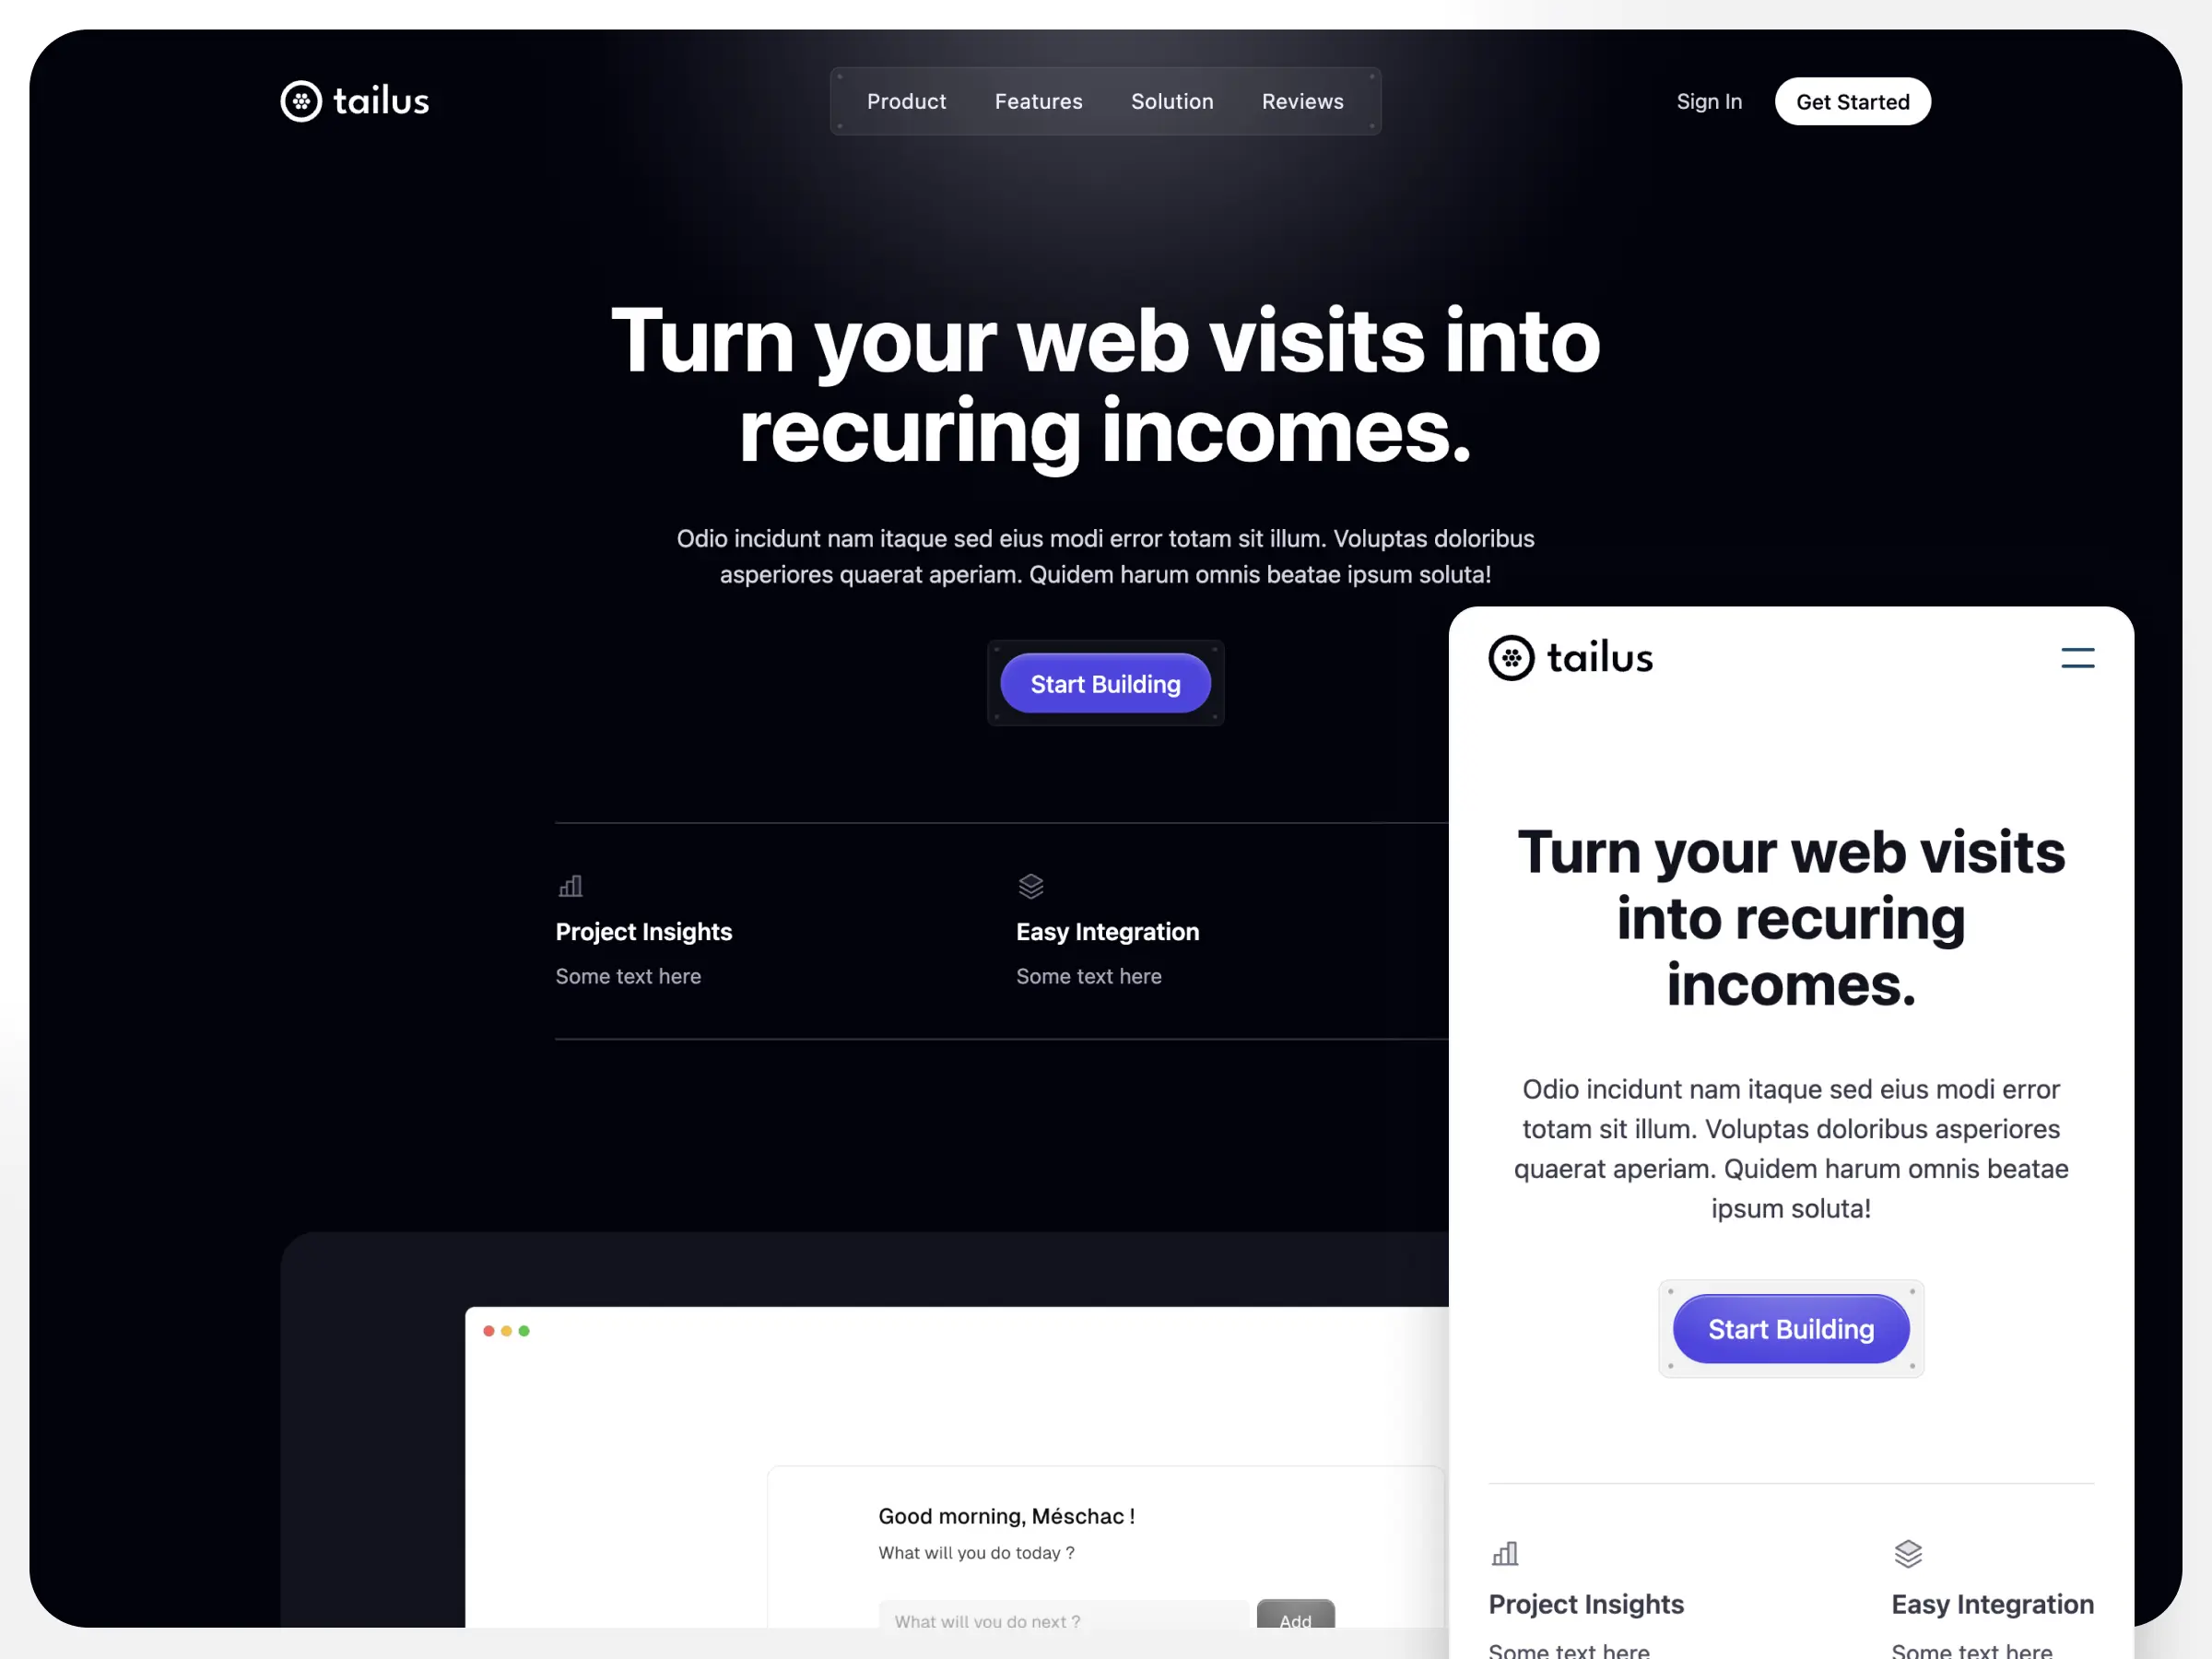 tailus
Product Features Solution Reviews
Sign In Get Started
Turn your web visits into
recuring incomes.
Odio incidunt nam itaque sed eius modi error totam sit illum. Voluptas doloribus
asperiores quaerat aperiam. Quidem harum omnis beatae ipsum soluta!
Start Building
Project Insights
Some text here
Easy Integration
Some text here
Good morning, Méschac !
What will you do today ?
What will you do next ?
Add
tailus
Turn your web visits
into recuring
incomes.
Odio incidunt nam itaque sed eius modi error
totam sit illum. Voluptas doloribus asperiores
quaerat aperiam. Quidem harum omnis beatae
ipsum soluta!
Start Building
Project Insights
Some text here
Easy Integration
Some text here